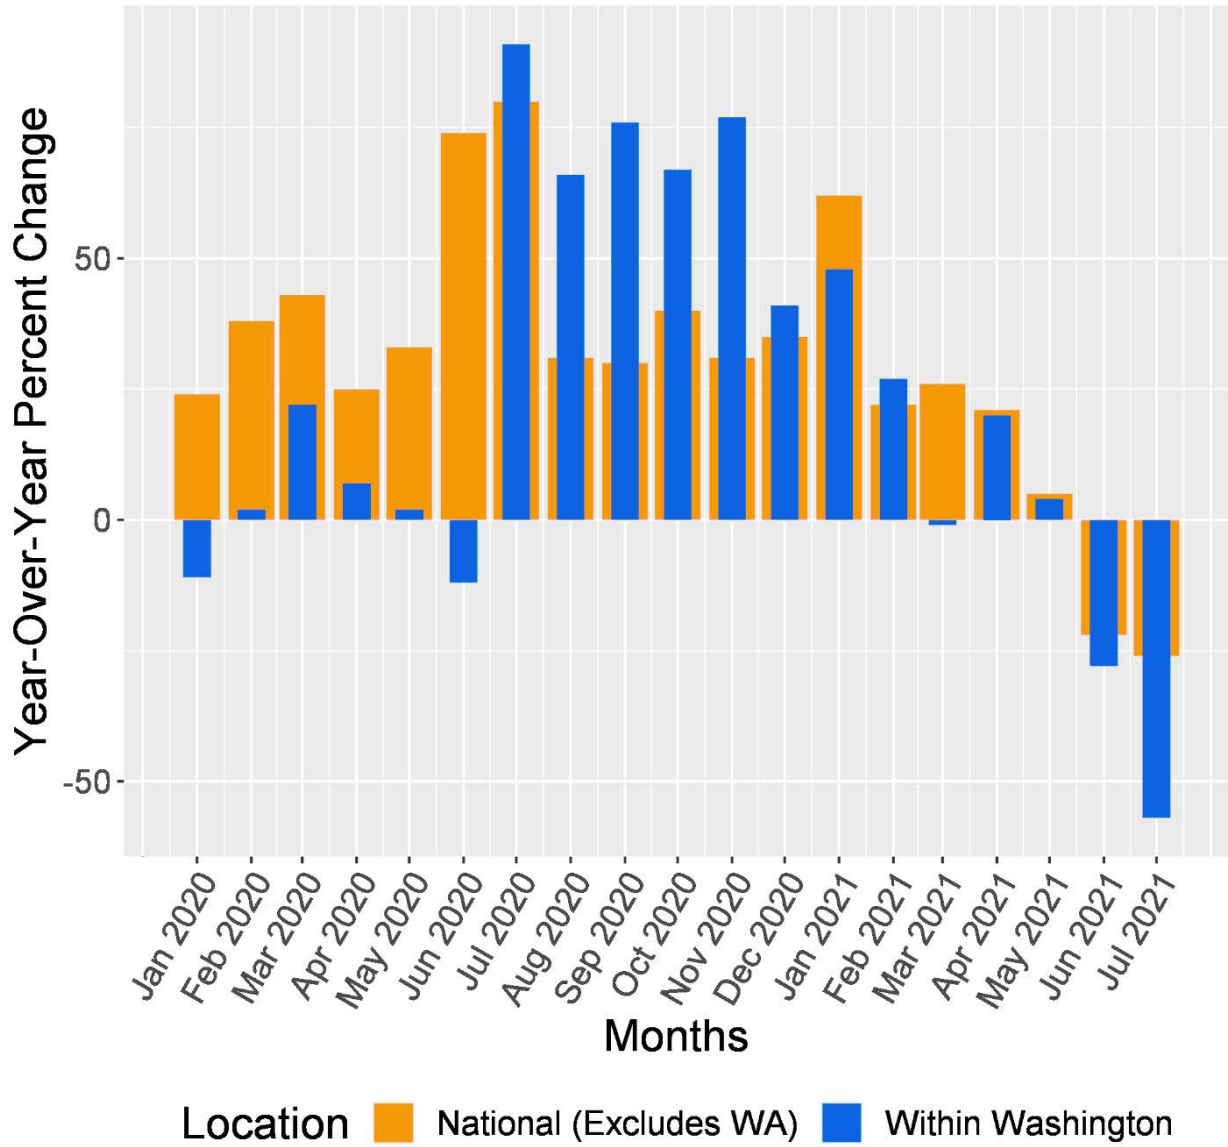 Year-Over-Year Percent Change
50
0
-50
Jan 2020
Feb 2020
Mar 2020
Apr 2020
May 2020
Jun 2020
Jul 2020
Aug 2020
Sep 2020
Oct 2020
Nov 2020
Dec 2020
Jan 2021
Feb 2021
Mar 2021
Apr 2021
May 2021
Jun 2021
Jul 2021
Months
Location National (Excludes WA) Within Washington